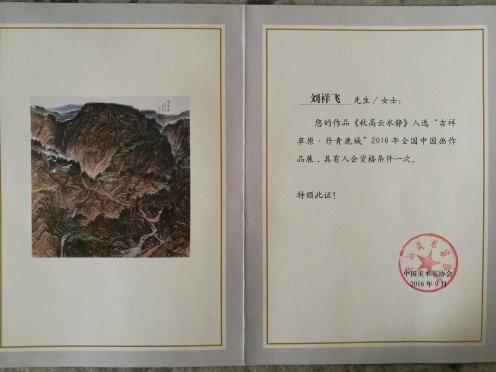 刘祥飞 先生/女士:
您的作品《秋高云水静》入选“吉祥
草原·丹青鹿城”2016年全国中国画作
品展,具有入会资格条件一次。
特颁此证!
中国美术家协会
2016年9月